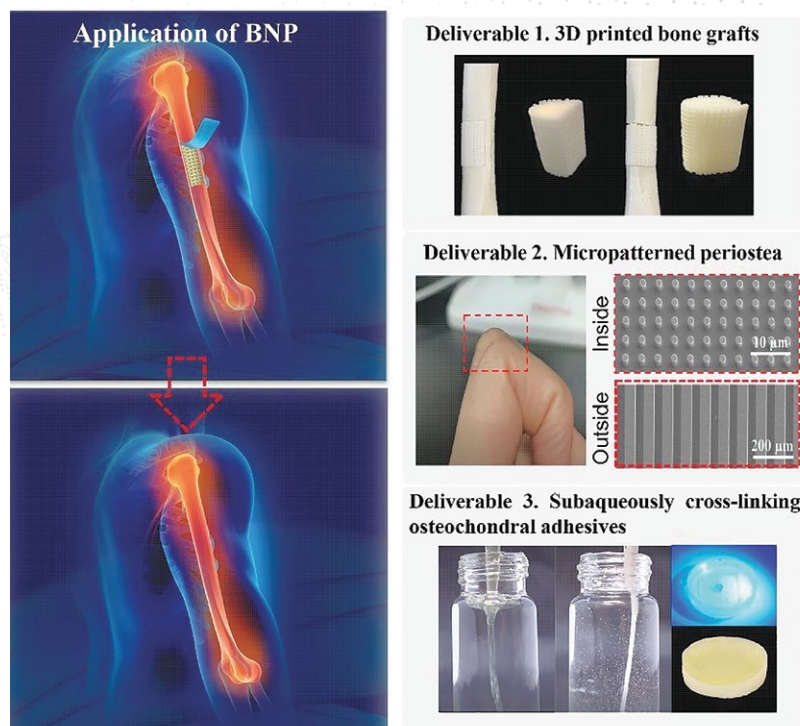 Application of BNP
Deliverable 1. 3D printed bone grafts
Deliverable 2. Micropatterned periostea
Inside
10 μm
Outside
200 μm
Deliverable 3. Subaqueously cross-linking
osteochondral adhesives